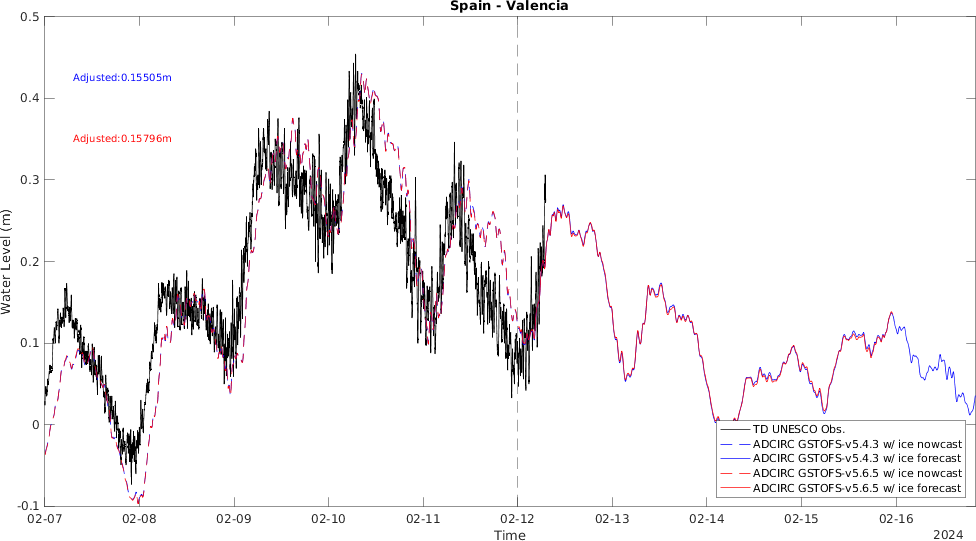 Spain - Valencia
0.5
0.4
0.3
0.2
0.1
0
-0.1
Water Level (m)
Adjusted:0.15505m
Adjusted:0.15796m
TD UNESCO Obs.
ADCIRC GSTOFS-v5.4.3 w/ ice nowcast
ADCIRC GSTOFS-v5.4.3 w/ ice forecast
ADCIRC GSTOFS-v5.6.5 w/ ice nowcast
ADCIRC GSTOFS-v5.6.5 w/ ice forecast
02-07 02-08 02-09 02-10 02-11 02-12 02-13 02-14 02-15 02-16
Time
2024